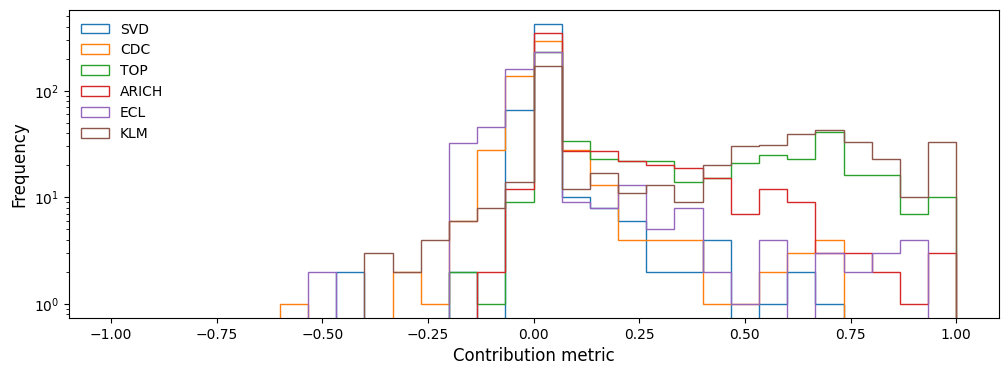 SVD
CDC
TOP
ARICH
ECL
KLM
Frequency
10²
10¹
10⁰
−1.00 −0.75 −0.50 −0.25 0.00 0.25 0.50 0.75 1.00
Contribution metric